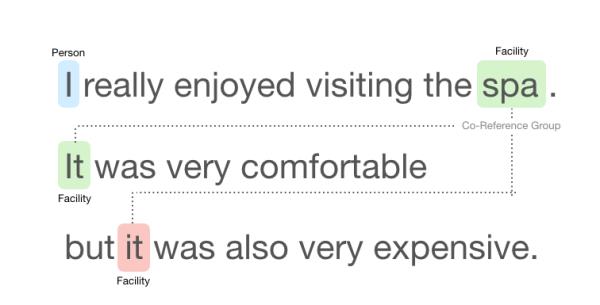 Person
Facility
I really enjoyed visiting the spa .
Co-Reference Group
It was very comfortable
Facility
but it was also very expensive.
Facility